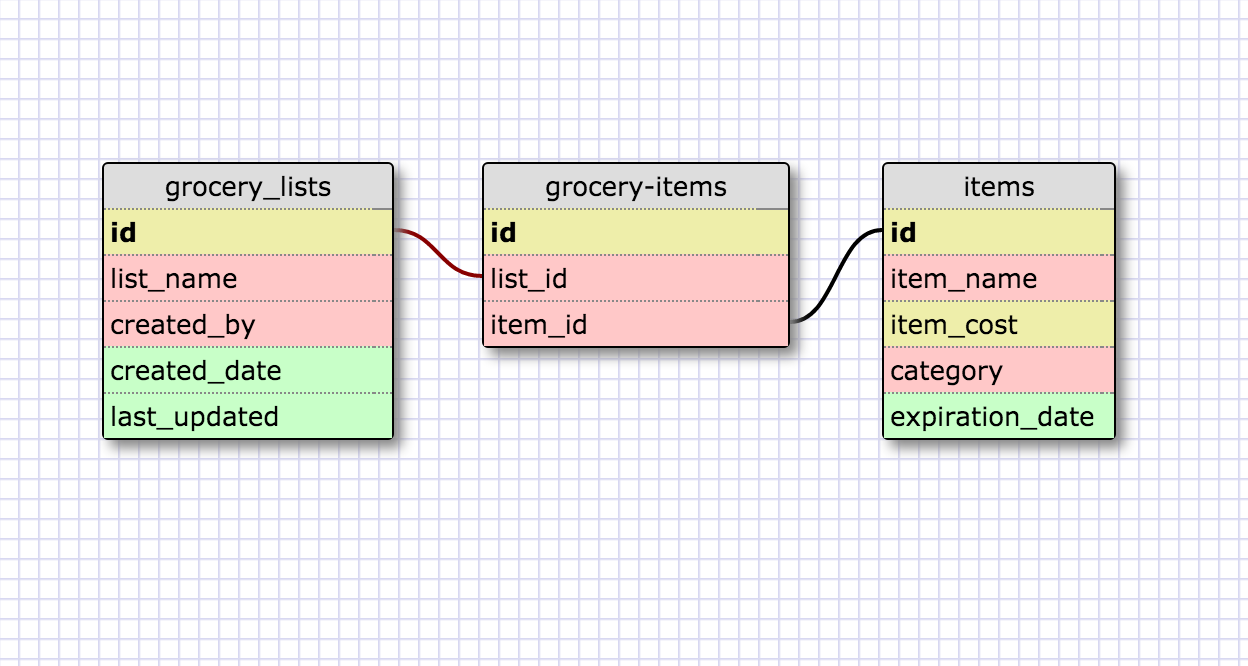 grocery_lists
id
list_name
created_by
created_date
last_updated
grocery-items
id
list_id
item_id
items
id
item_name
item_cost
category
expiration_date